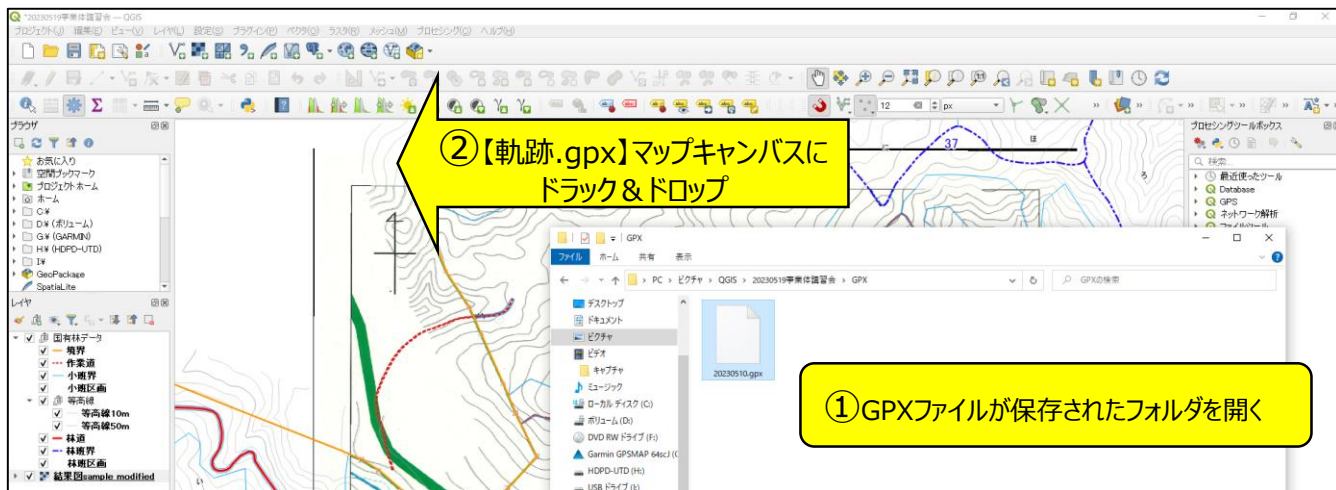 *20230519事業体講習会 — QGIS
プロジェクト(J) 編集(E) ビュー(V) レイヤ(L) 設定(S) プラグイン(P) ベクタ(O) ラスタ(R) メッシュ(M) プロセシング(C) ヘルプ(H)
12 px
ブラウザ
お気に入り
空間ブックマーク
プロジェクトホーム
ホーム
C:¥
D:¥ (ボリューム)
G:¥ (GARMIN)
H:¥ (HDPD-UTD)
I:¥
GeoPackage
SpatiaLite
レイヤ
国有林データ
境界
作業道
小班界
小班区画
等高線
等高線10m
等高線50m
林道
林班界
林班区画
結果図sample modified
②【軌跡.gpx】マップキャンバスに
ドラック＆ドロップ
37
ほ
ろ
い
プロセシングツールボックス
検索...
最近使ったツール
Database
GPS
ネットワーク解析
GPX
ファイル ホーム 共有 表示
PC › ピクチャ › QGIS › 20230519事業体講習会 › GPX
GPXの検索
デスクトップ
ドキュメント
ピクチャ
ビデオ
キャプチャ
ミュージック
ローカル ディスク (C:)
ボリューム (D:)
DVD RW ドライブ (F:)
Garmin GPSMAP 64scJ (
HDPD-UTD (H:)
USB ドライブ (I:)
20230510.gpx
①GPXファイルが保存されたフォルダを開く